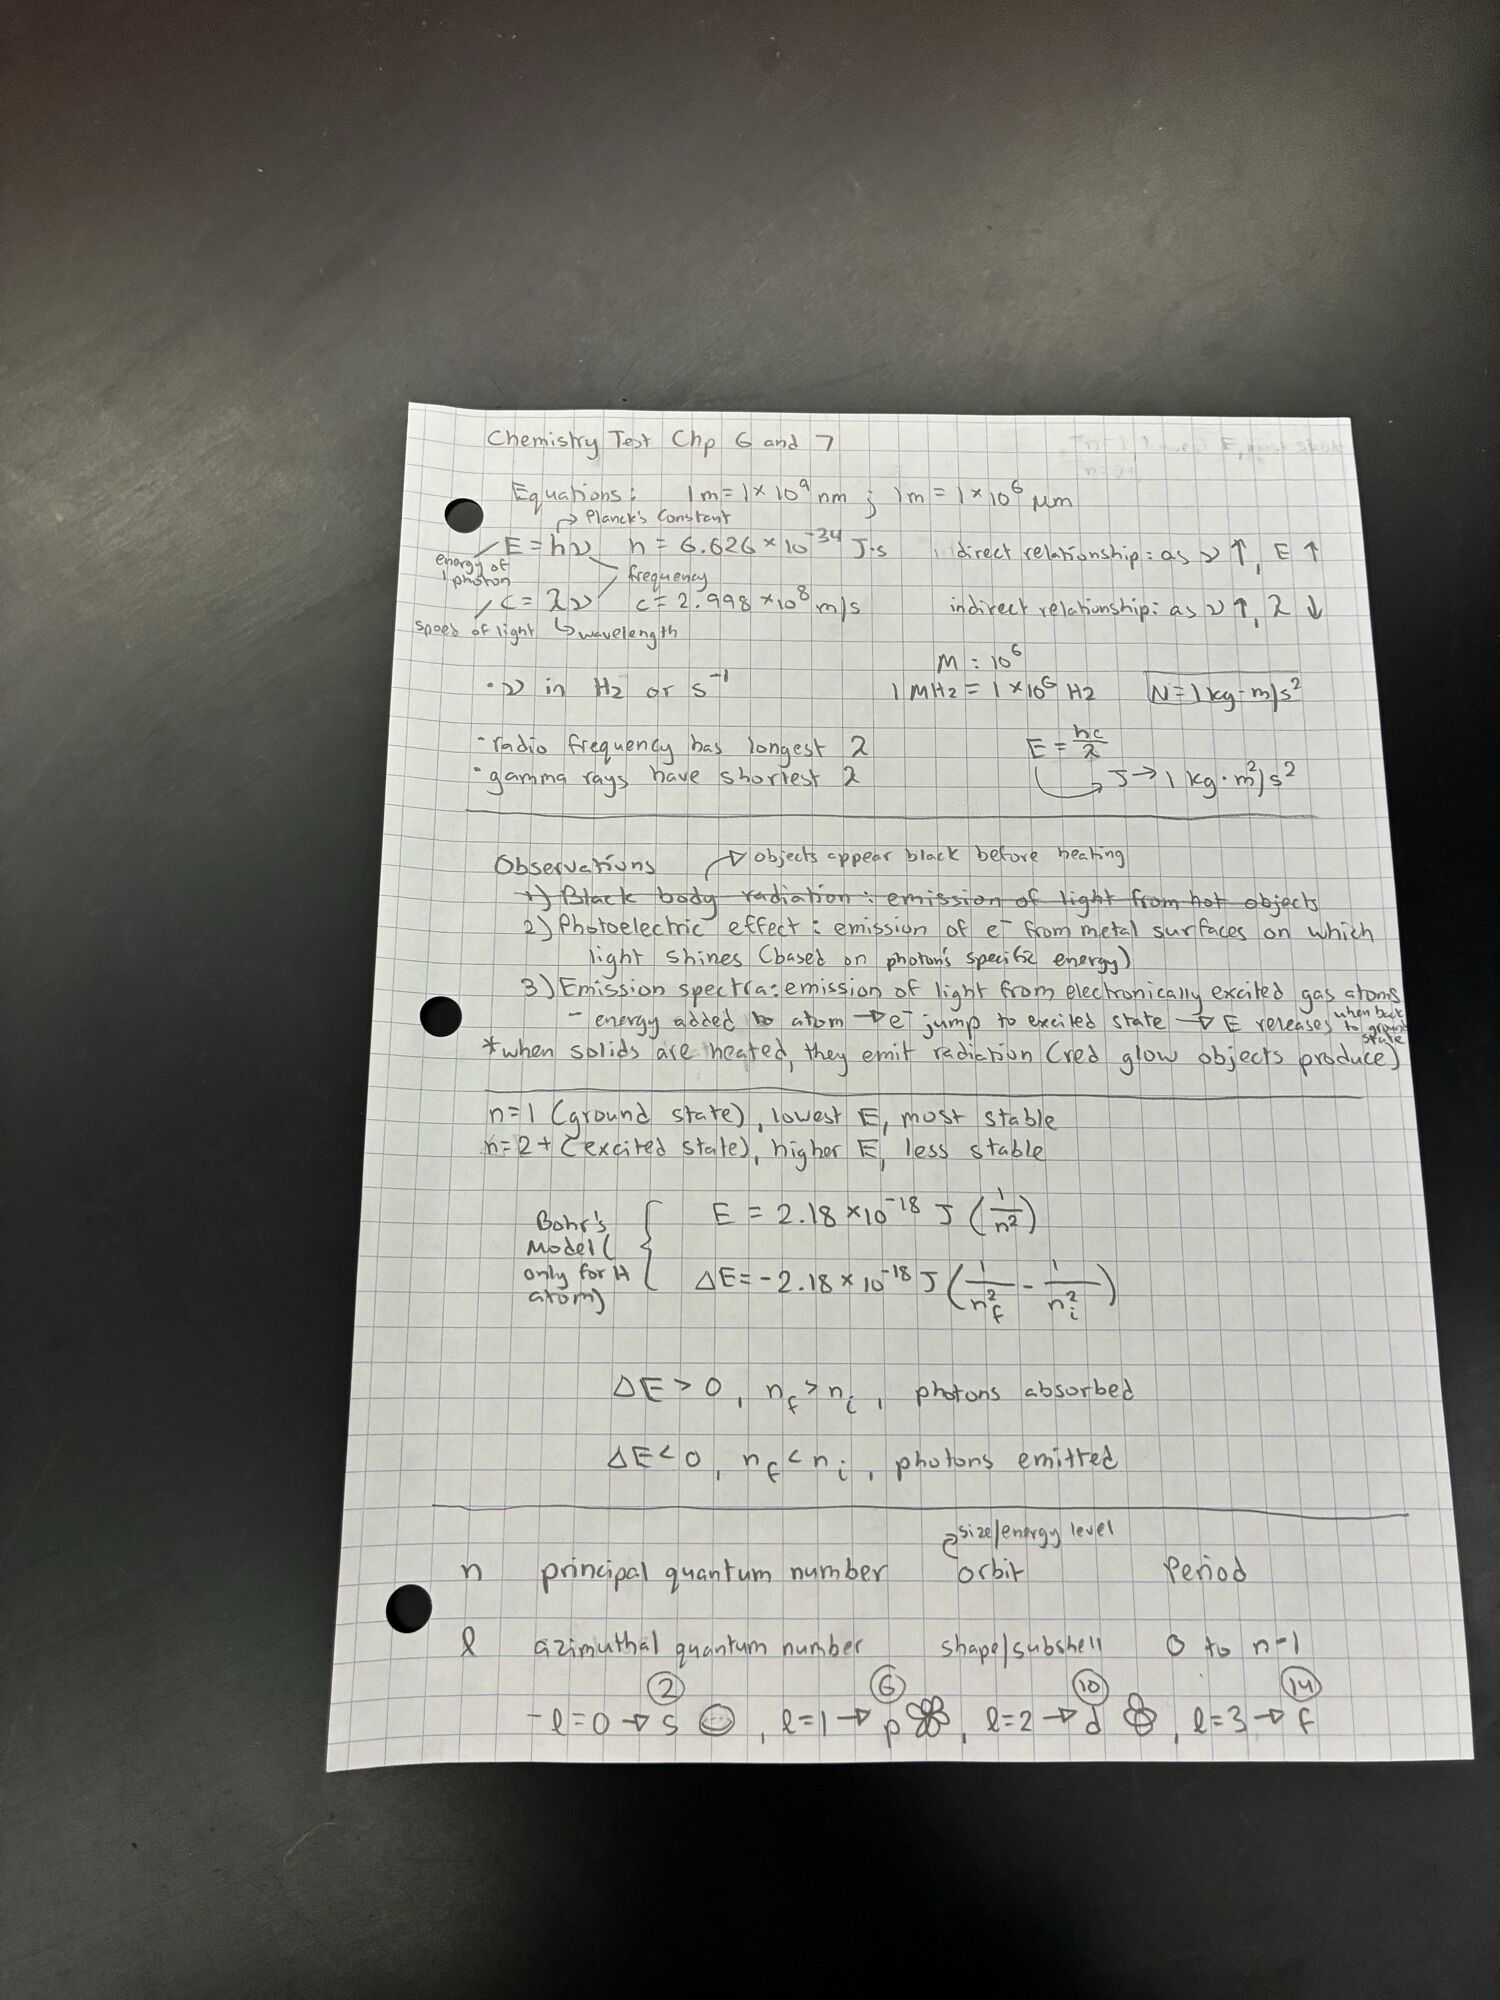 Chemistry Test Chp 6 and 7
Equations: 1m = 1 × 10⁹ nm ; 1m = 1 × 10⁶ μm
→ Planck's Constant
E = hν h = 6.626 × 10⁻³⁴ J·s , direct relationship: as ν ↑, E ↑
energy of photon
frequency
c = λν c = 2.998 × 10⁸ m/s indirect relationship: as ν ↑, λ ↓
speed of light → wavelength
M : 10⁶
· ν in Hz or s⁻¹ 1 MHz = 1 × 10⁶ Hz N = 1 kg · m/s²
- radio frequency has longest λ E = hc/λ
· gamma rays have shortest λ J → 1 kg · m²/s²
Observations → objects appear black before heating
1) Black body radiation : emission of light from hot objects
2) Photoelectric effect : emission of e⁻ from metal surfaces on which
light shines (based on photon's specific energy)
3) Emission spectra: emission of light from electronically excited gas atoms
- energy added to atom → e⁻ jump to excited state → E releases when back to ground state
*when solids are heated, they emit radiation (red glow objects produce)
n=1 (ground state), lowest E, most stable
n=2+ (excited state), higher E, less stable
Bohr's Model (only for H atom)
E = 2.18 × 10⁻¹⁸ J (1/n²)
ΔE = -2.18 × 10⁻¹⁸ J (1/n_f² - 1/n_i²)
ΔE > 0, n_f > n_i, photons absorbed
ΔE < 0, n_f < n_i, photons emitted
size/energy level
n principal quantum number orbit Period
l azimuthal quantum number shape/subshell 0 to n-1
2 6 10 14
- l=0 → s , l=1 → p , l=2 → d , l=3 → f